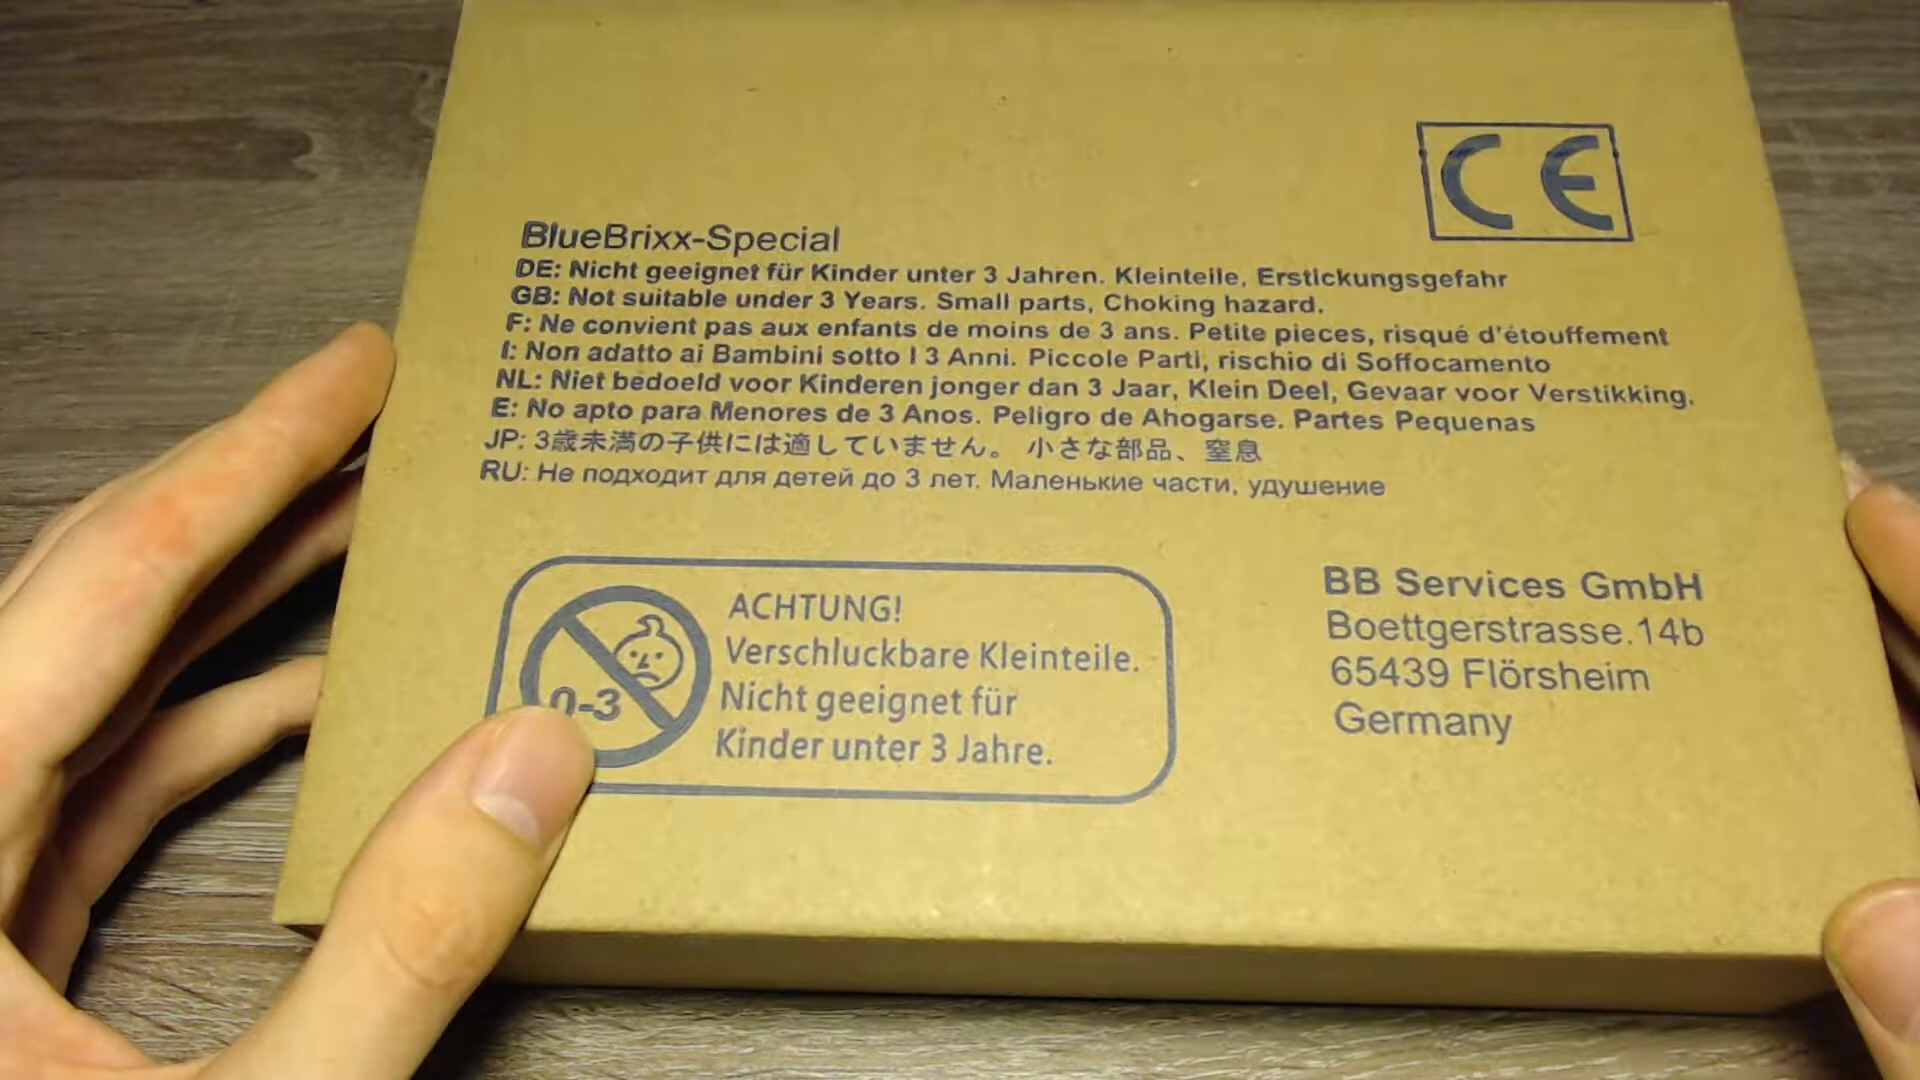 CE
BlueBrixx-Special
DE: Nicht geeignet für Kinder unter 3 Jahren. Kleinteile, Erstickungsgefahr
GB: Not suitable under 3 Years. Small parts, Choking hazard.
F: Ne convient pas aux enfants de moins de 3 ans. Petite pieces, risqué d'étouffement
I: Non adatto ai Bambini sotto I 3 Anni. Piccole Parti, rischio di Soffocamento
NL: Niet bedoeld voor Kinderen jonger dan 3 Jaar, Klein Deel, Gevaar voor Verstikking.
E: No apto para Menores de 3 Anos. Peligro de Ahogarse. Partes Pequenas
JP: 3歳未満の子供には適していません。 小さな部品、窒息
RU: Не подходит для детей до 3 лет. Маленькие части, удушение
0-3
ACHTUNG!
Verschluckbare Kleinteile.
Nicht geeignet für
Kinder unter 3 Jahre.
BB Services GmbH
Boettgerstrasse.14b
65439 Flörsheim
Germany